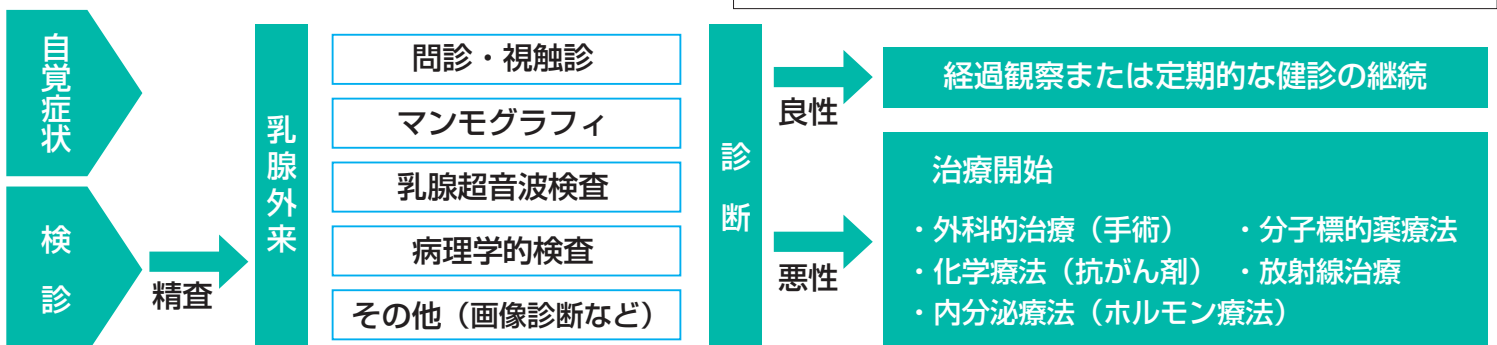 自覚症状
検診
精査
乳腺外来
問診・視触診
マンモグラフィ
乳腺超音波検査
病理学的検査
その他（画像診断など）
診断
良性
経過観察または定期的な健診の継続
悪性
治療開始
・外科的治療（手術）　・分子標的薬療法
・化学療法（抗がん剤）・放射線治療
・内分泌療法（ホルモン療法）